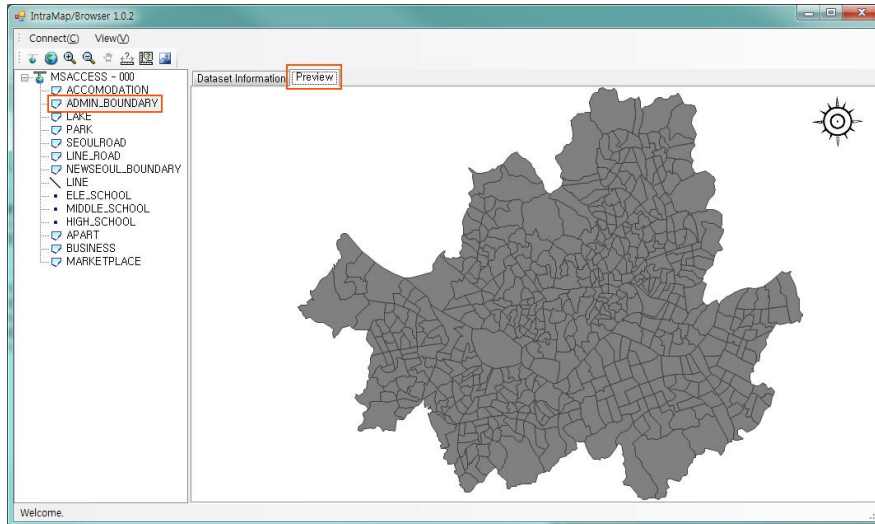 IntraMap/Browser 1.0.2
Connect(C) View(V)
MSACCESS - 000
ACCOMODATION
ADMIN_BOUNDARY
LAKE
PARK
SEOULROAD
LINE_ROAD
NEWSEOUL_BOUNDARY
LINE
ELE_SCHOOL
MIDDLE_SCHOOL
HIGH_SCHOOL
APART
BUSINESS
MARKETPLACE
Dataset Information Preview
Welcome.